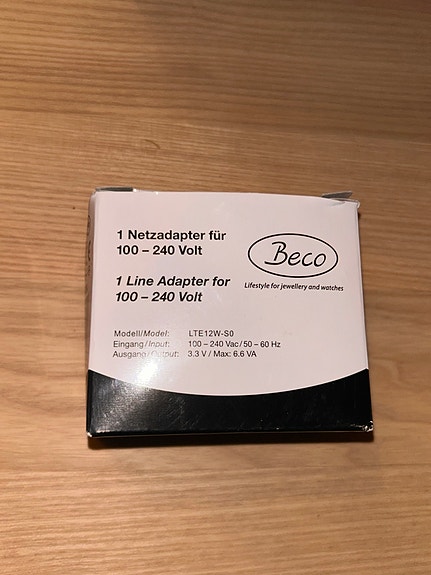 1 Netzadapter für
100 – 240 Volt
Beco
Lifestyle for jewellery and watches
1 Line Adapter for
100 – 240 Volt
Modell/Model: LTE12W-S0
Eingang/Input: 100 – 240 Vac/50 – 60 Hz
Ausgang/Output: 3.3 V / Max: 6.6 VA